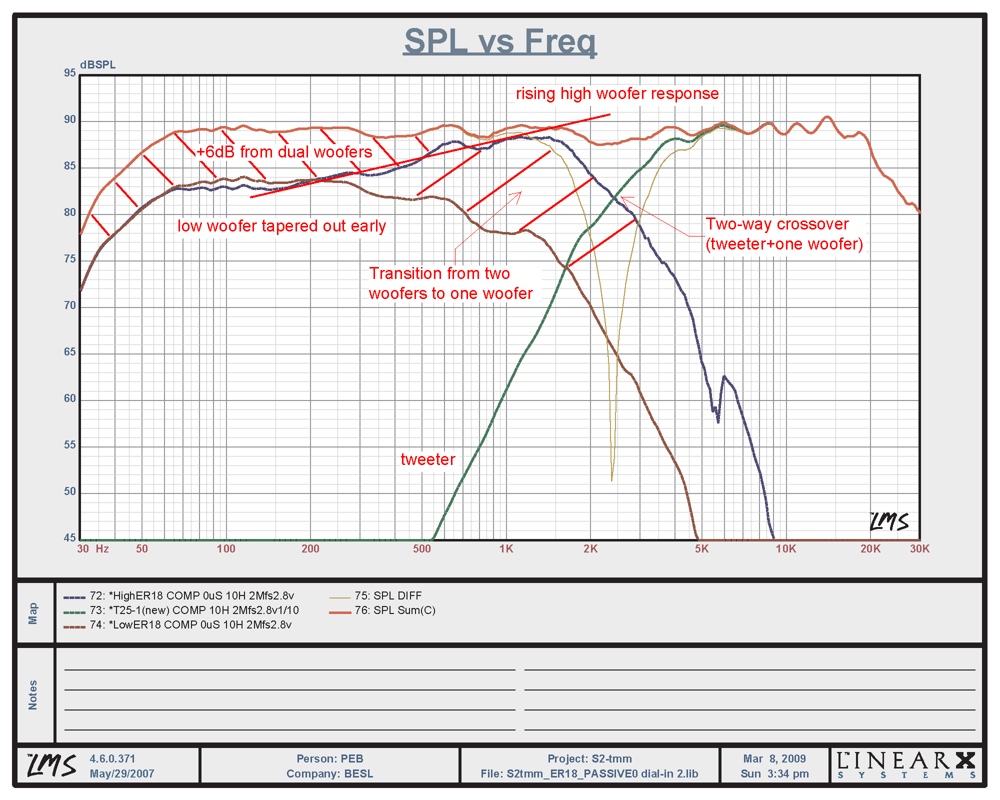 SPL vs Freq
dBSPL
95
90
85
80
75
70
65
60
55
50
45
30 Hz 50 100 200 500 1K 2K 5K 10K 20K 30K
rising high woofer response
+6dB from dual woofers
low woofer tapered out early
Two-way crossover
(tweeter+one woofer)
Transition from two
woofers to one woofer
tweeter
™LMS
Map
72: *HighER18 COMP 0uS 10H 2Mfs2.8v
73: *T25-1(new) COMP 10H 2Mfs2.8v1/10
74: *LowER18 COMP 0uS 10H 2Mfs2.8v
75: SPL DIFF
76: SPL Sum(C)
Notes
™LMS
4.6.0.371
May/29/2007
Person: PEB
Company: BESL
Project: S2-tmm
File: S2tmm_ER18_PASSIVE0 dial-in 2.lib
Mar 8, 2009
Sun 3:34 pm
L™INEARX
SYSTEMS